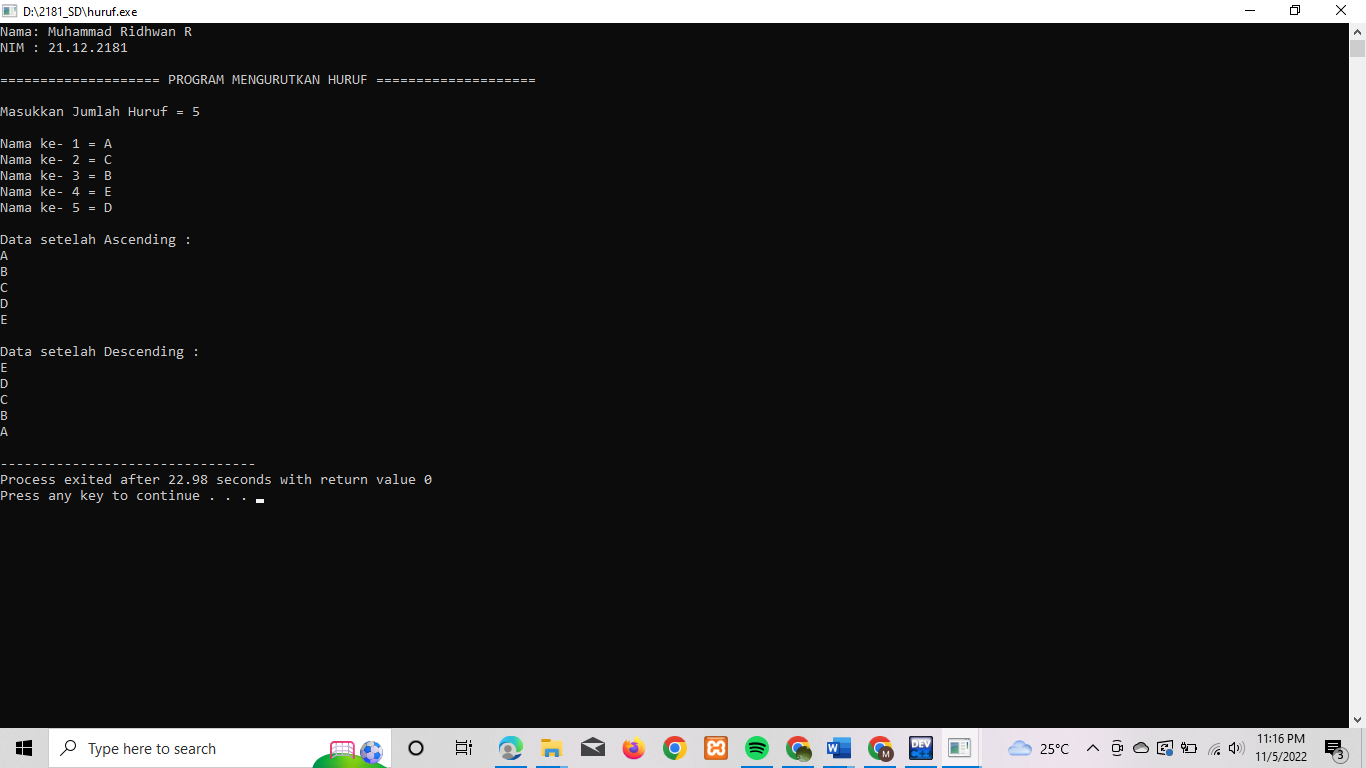 D:\2181_SD\huruf.exe
Nama: Muhammad Ridhwan R
NIM : 21.12.2181
==================== PROGRAM MENGURUTKAN HURUF ====================
Masukkan Jumlah Huruf = 5
Nama ke- 1 = A
Nama ke- 2 = C
Nama ke- 3 = B
Nama ke- 4 = E
Nama ke- 5 = D
Data setelah Ascending :
A
B
C
D
E
Data setelah Descending :
E
D
C
B
A
--------------------------------
Process exited after 22.98 seconds with return value 0
Press any key to continue . . .
Type here to search
W
M
DEV
C++
25°C
11:16 PM
11/5/2022
3